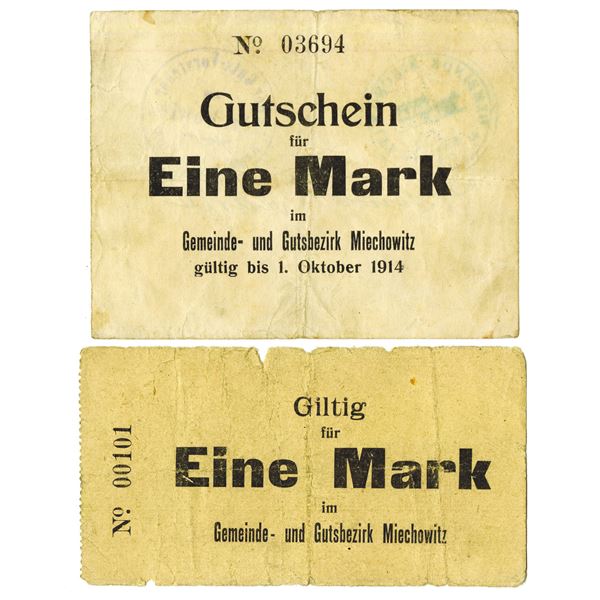 No 03694
Gutschein
für
Eine Mark
im
Gemeinde- und Gutsbezirk Miechowitz
gültig bis 1. Oktober 1914
No 00101
Giltig
für
Eine Mark
im
Gemeinde- und Gutsbezirk Miechowitz